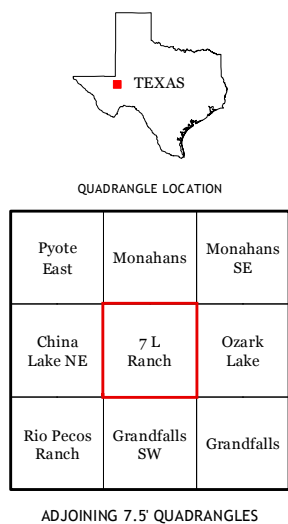 TEXAS
QUADRANGLE LOCATION
Pyote
East
Monahans
Monahans
SE
China
Lake NE
7 L
Ranch
Ozark
Lake
Rio Pecos
Ranch
Grandfalls
SW
Grandfalls
ADJOINING 7.5' QUADRANGLES